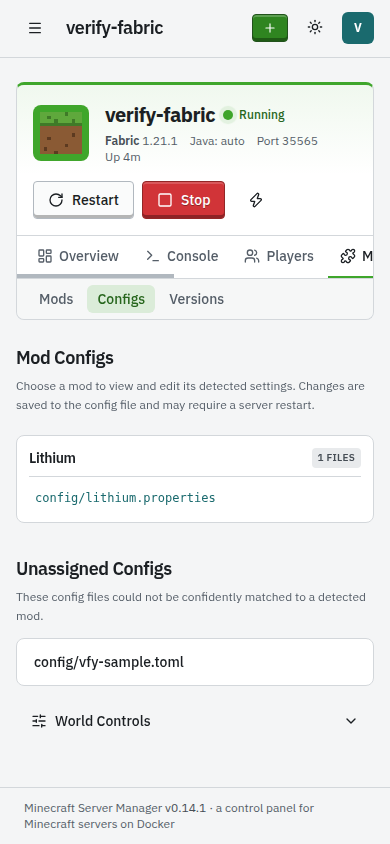 verify-fabric
V
verify-fabric Running
Fabric 1.21.1 Java: auto Port 35565
Up 4m
Restart Stop
Overview Console Players M
Mods Configs Versions
Mod Configs
Choose a mod to view and edit its detected settings. Changes are
saved to the config file and may require a server restart.
Lithium 1 FILES
config/lithium.properties
Unassigned Configs
These config files could not be confidently matched to a detected
mod.
config/vfy-sample.toml
World Controls
Minecraft Server Manager v0.14.1 · a control panel for
Minecraft servers on Docker